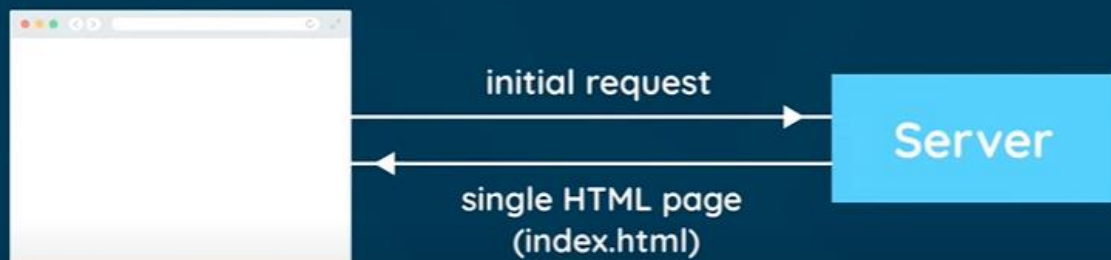 initial request
Server
single HTML page
(index.html)